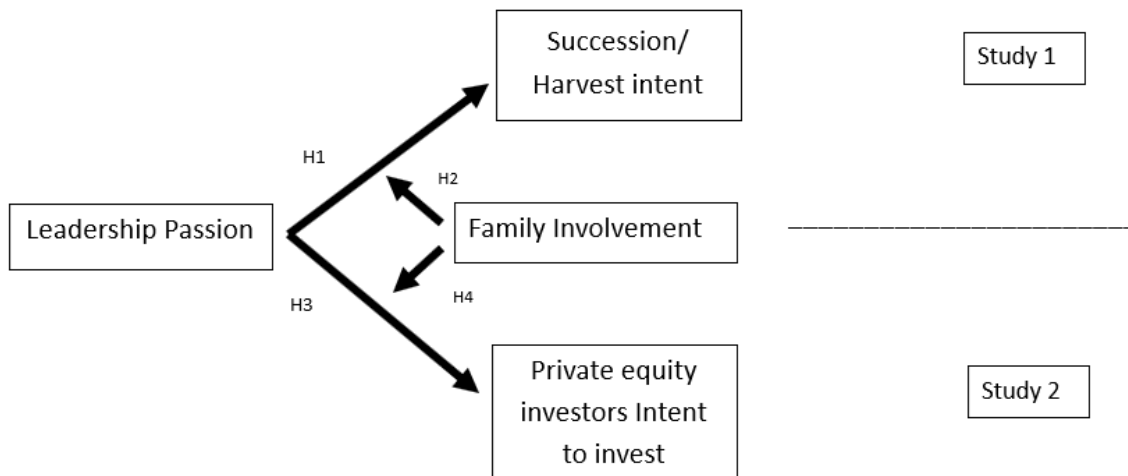 Succession/
Harvest intent
Study 1
H1
H2
Leadership Passion
Family Involvement
H3
H4
Private equity
investors Intent
to invest
Study 2